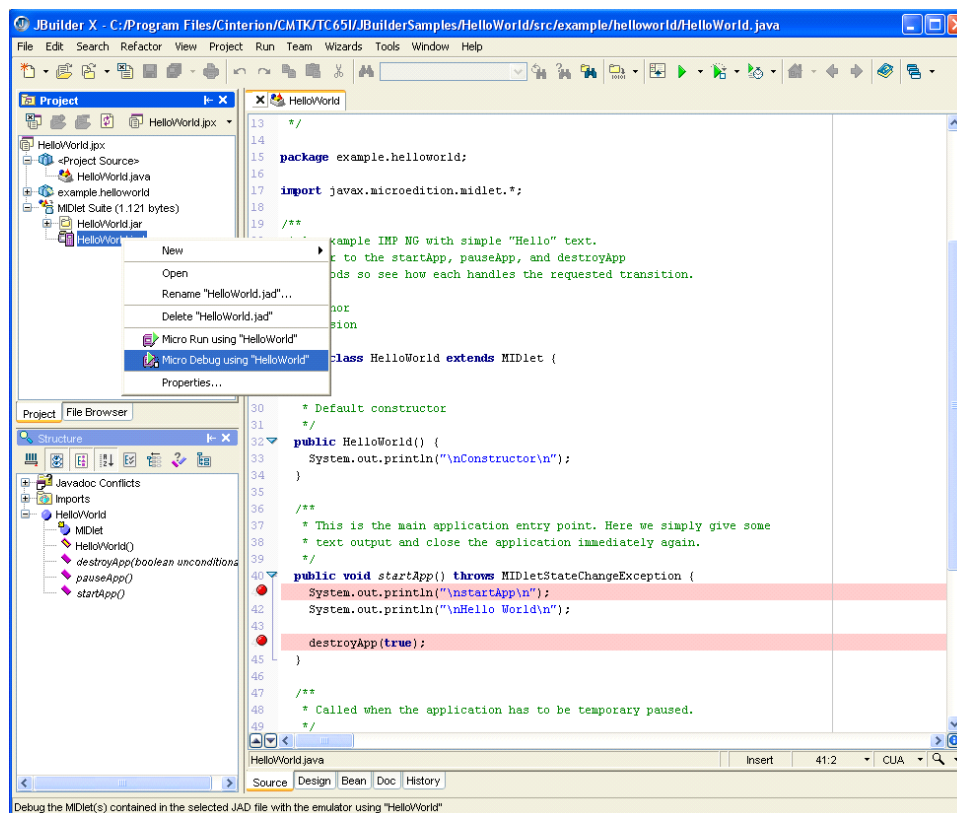 JBuilder X - C:/Program Files/Cinterion/CMTK/TC65I/JBuilderSamples/HelloWorld/src/example/helloworld/HelloWorld.java
File Edit Search Refactor View Project Run Team Wizards Tools Window Help
Project
HelloWorld.jpx
HelloWorld.jpx
<Project Source>
HelloWorld.java
example.helloworld
MIDlet Suite (1.121 bytes)
HelloWorld.jar
HelloWorld
New
Open
Rename "HelloWorld.jad"...
Delete "HelloWorld.jad"
Micro Run using "HelloWorld"
Micro Debug using "HelloWorld"
Properties...
Project File Browser
Structure
Javadoc Conflicts
Imports
HelloWorld
MIDlet
HelloWorld()
destroyApp(boolean unconditiona
pauseApp()
startApp()
HelloWorld
13 */
14
15 package example.helloworld;
16
17 import javax.microedition.midlet.*;
18
19 /**
xample IMP NG with simple "Hello" text.
r to the startApp, pauseApp, and destroyApp
ods so see how each handles the requested transition.
hor
sion
class HelloWorld extends MIDlet {
30 * Default constructor
31 */
32 public HelloWorld() {
33 System.out.println("\nConstructor\n");
34 }
35
36 /**
37 * This is the main application entry point. Here we simply give some
38 * text output and close the application immediately again.
39 */
40 public void startApp() throws MIDletStateChangeException {
System.out.println("\nstartApp\n");
42 System.out.println("\nHello World\n");
43
destroyApp(true);
45 }
46
47 /**
48 * Called when the application has to be temporary paused.
49 */
HelloWorld.java Insert 41:2 CUA
Source Design Bean Doc History
Debug the MIDlet(s) contained in the selected JAD file with the emulator using "HelloWorld"